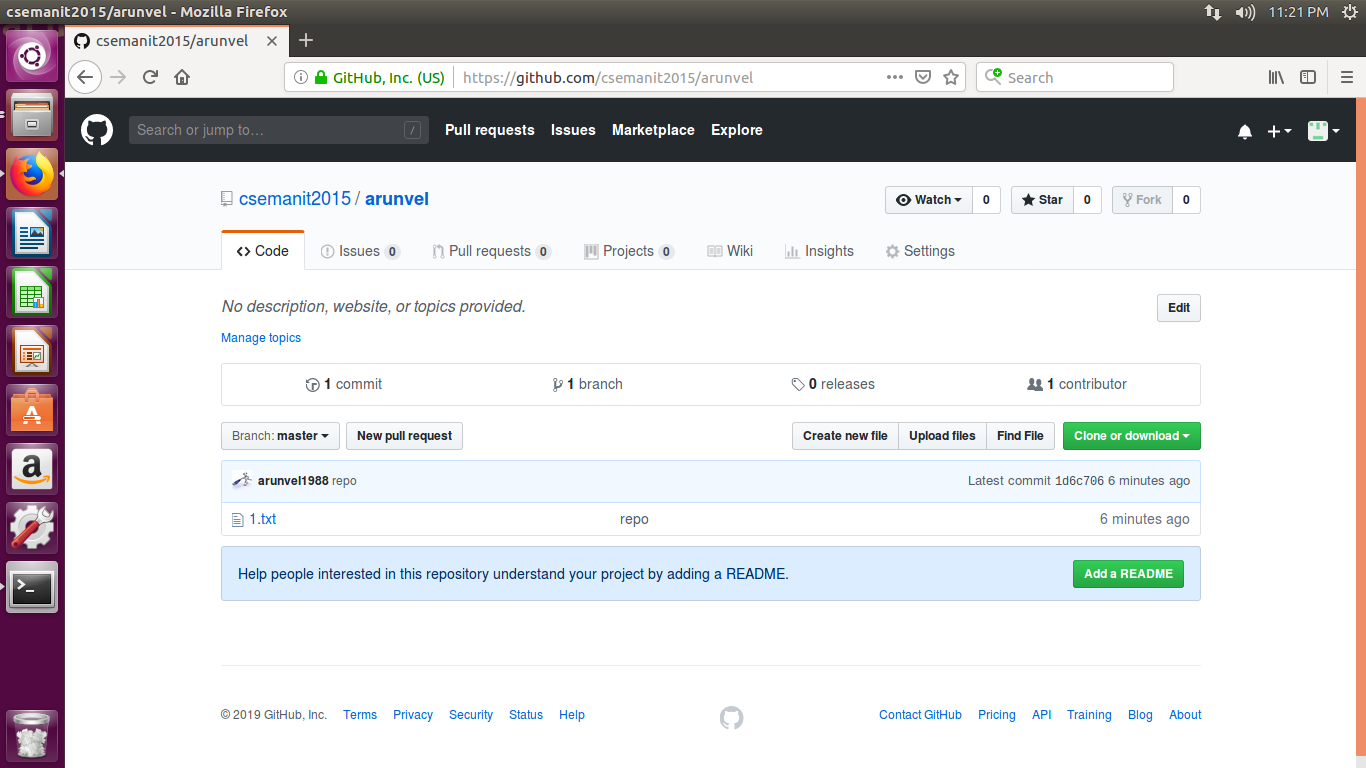 csemanit2015/arunvel - Mozilla Firefox 11:21 PM
csemanit2015/arunvel
GitHub, Inc. (US) https://github.com/csemanit2015/arunvel Search
Search or jump to… / Pull requests Issues Marketplace Explore
csemanit2015 / arunvel Watch 0 Star 0 Fork 0
Code Issues 0 Pull requests 0 Projects 0 Wiki Insights Settings
No description, website, or topics provided. Edit
Manage topics
1 commit 1 branch 0 releases 1 contributor
Branch: master New pull request Create new file Upload files Find File Clone or download
arunvel1988 repo Latest commit 1d6c706 6 minutes ago
1.txt repo 6 minutes ago
Help people interested in this repository understand your project by adding a README. Add a README
© 2019 GitHub, Inc. Terms Privacy Security Status Help Contact GitHub Pricing API Training Blog About